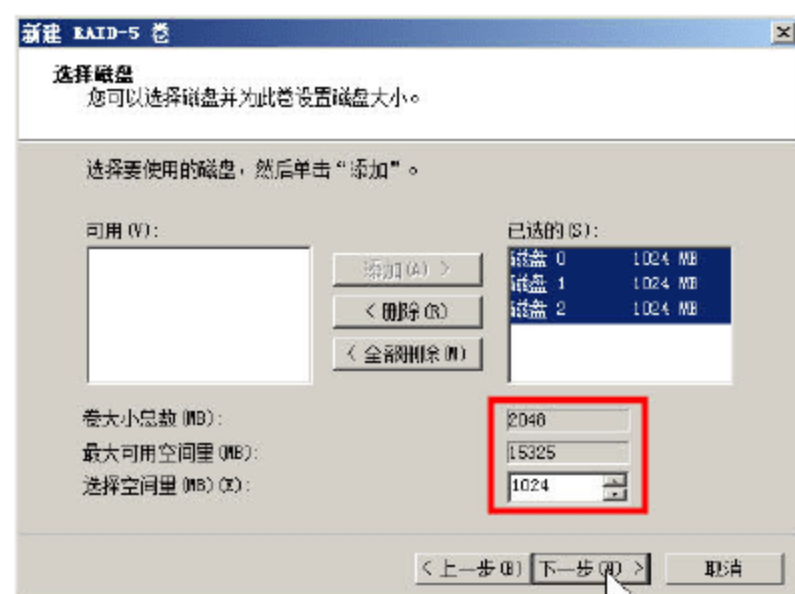 新建 RAID-5 卷
选择磁盘
您可以选择磁盘并为此卷设置磁盘大小。
选择要使用的磁盘，然后单击“添加”。
可用(V):
已选的(S):
添加(A) >
< 删除(R)
< 全部删除(M)
磁盘 0 1024 MB
磁盘 1 1024 MB
磁盘 2 1024 MB
卷大小总数(MB): 2048
最大可用空间量(MB): 15325
选择空间量(MB)(E): 1024
< 上一步(B) 下一步(N) > 取消